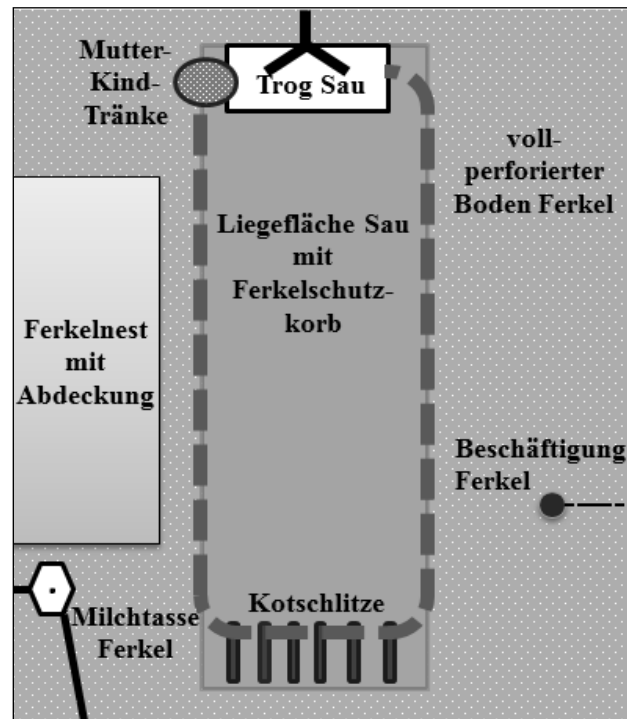 Mutter-
Kind-
Tränke
Trog Sau
voll-
perforierter
Boden Ferkel
Liegefläche Sau
mit
Ferkelschutz-
korb
Ferkelnest
mit
Abdeckung
Beschäftigung
Ferkel
Kotschlitze
Milchtasse
Ferkel